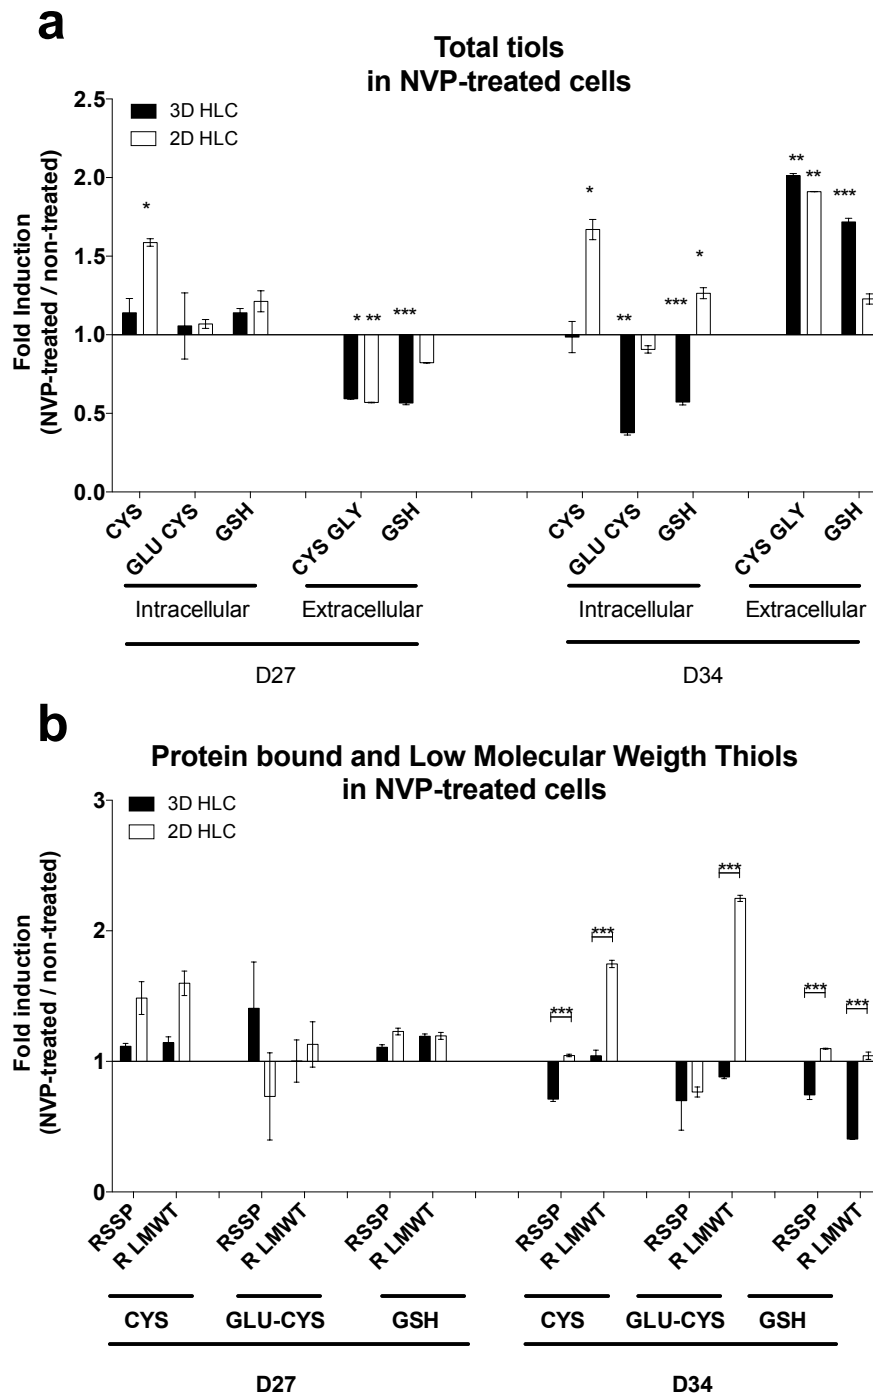 a
Total tiols
in NVP-treated cells
Fold Induction
(NVP-treated / non-treated)
2.5
2.0
1.5
1.0
0.5
0.0
3D HLC
2D HLC
*
* ** ***
*
**
***
*
**
**
***
CYS
GLU CYS
GSH
CYS GLY
GSH
CYS
GLU CYS
GSH
CYS GLY
GSH
Intracellular Extracellular Intracellular Extracellular
D27 D34
b
Protein bound and Low Molecular Weigth Thiols
in NVP-treated cells
Fold induction
(NVP-treated / non-treated)
3
2
1
0
3D HLC
2D HLC
***
***
***
***
***
RSSP
R LMWT
RSSP
R LMWT
RSSP
R LMWT
RSSP
R LMWT
RSSP
R LMWT
RSSP
R LMWT
CYS GLU-CYS GSH CYS GLU-CYS GSH
D27 D34